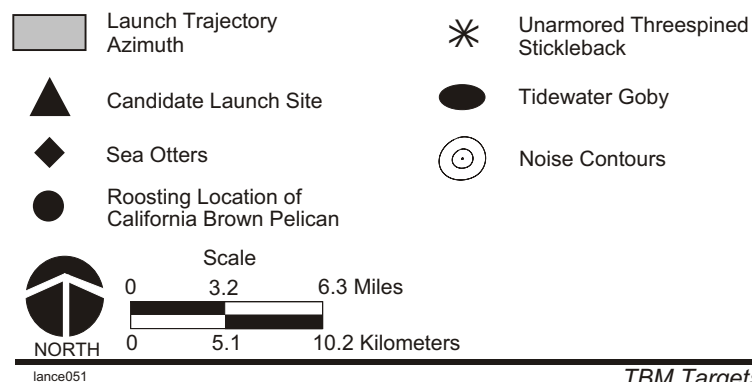 Launch Trajectory
Azimuth
Candidate Launch Site
Sea Otters
Roosting Location of
California Brown Pelican
Unarmored Threespined
Stickleback
Tidewater Goby
Noise Contours
Scale
0 3.2 6.3 Miles
0 5.1 10.2 Kilometers
NORTH
lance051
TBM Targets